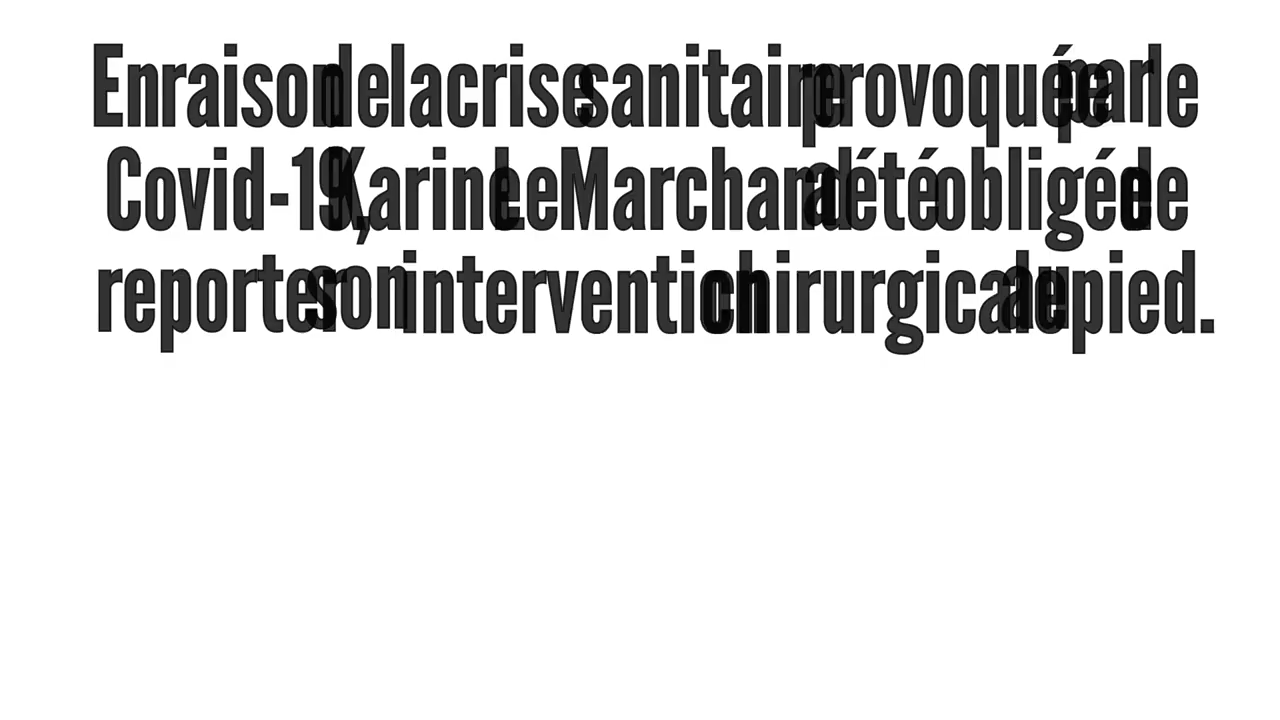 En raison de la crise sanitaire provoquée par le
Covid-19, Karine Le Marchand a été obligée de
reporter son intervention chirurgicale au pied.